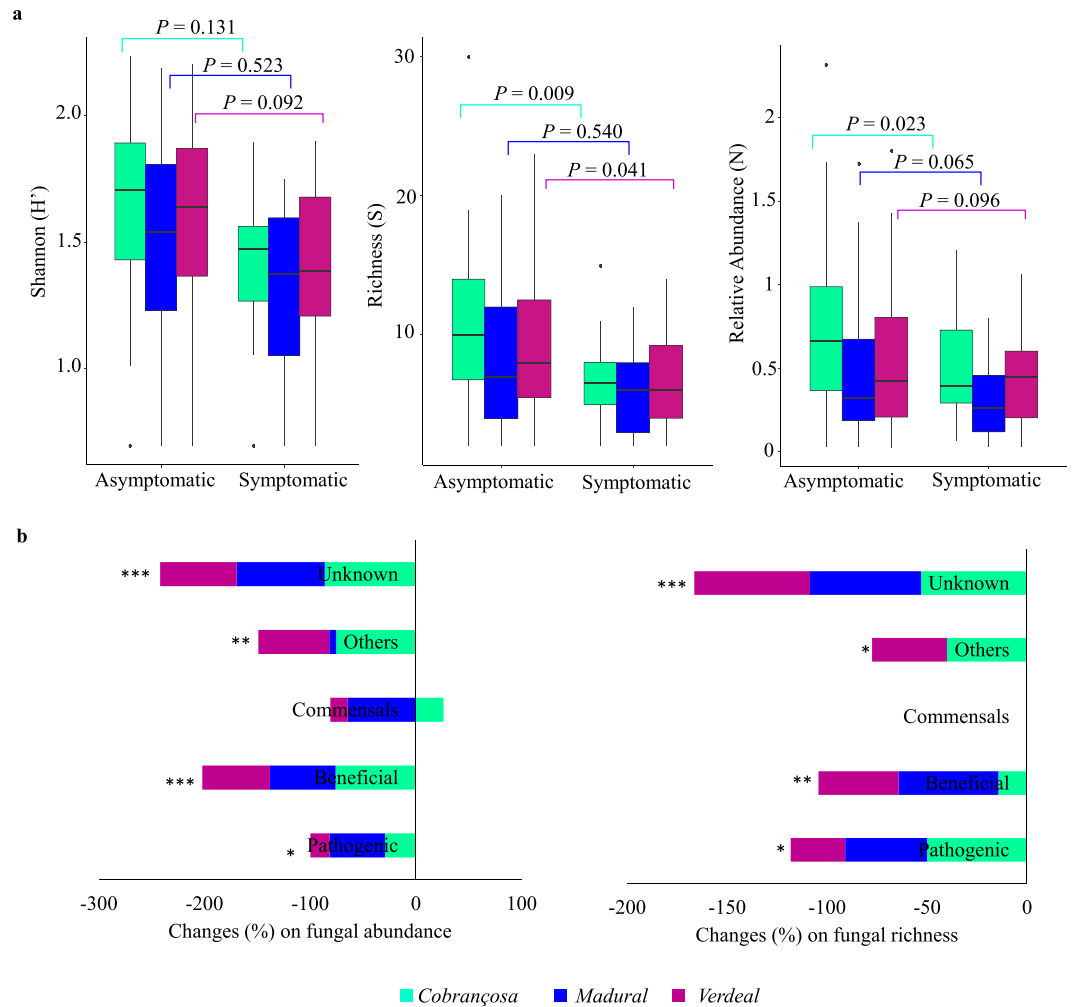 a
P = 0.131
P = 0.523
P = 0.092
Shannon (H’)
2.0
1.5
1.0
Asymptomatic
Symptomatic
P = 0.009
P = 0.540
P = 0.041
Richness (S)
30
20
10
Asymptomatic
Symptomatic
P = 0.023
P = 0.065
P = 0.096
Relative Abundance (N)
2
1
0.5
0
Asymptomatic
Symptomatic
b
*** Unknown
** Others
Commensals
*** Beneficial
* Pathogenic
-300 -200 -100 0 100
Changes (%) on fungal abundance
*** Unknown
* Others
Commensals
** Beneficial
* Pathogenic
-200 -150 -100 -50 0
Changes (%) on fungal richness
Cobrançosa Madural Verdeal